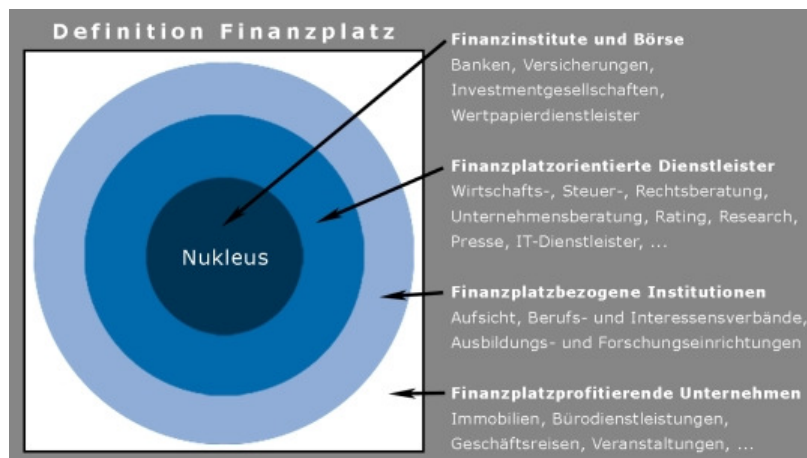 Definition Finanzplatz
Nukleus
Finanzinstitute und Börse
Banken, Versicherungen,
Investmentgesellschaften,
Wertpapierdienstleister
Finanzplatzorientierte Dienstleister
Wirtschafts-, Steuer-, Rechtsberatung,
Unternehmensberatung, Rating, Research,
Presse, IT-Dienstleister, ...
Finanzplatzbezogene Institutionen
Aufsicht, Berufs- und Interessensverbände,
Ausbildungs- und Forschungseinrichtungen
Finanzplatzprofitierende Unternehmen
Immobilien, Bürodienstleistungen,
Geschäftsreisen, Veranstaltungen, ...